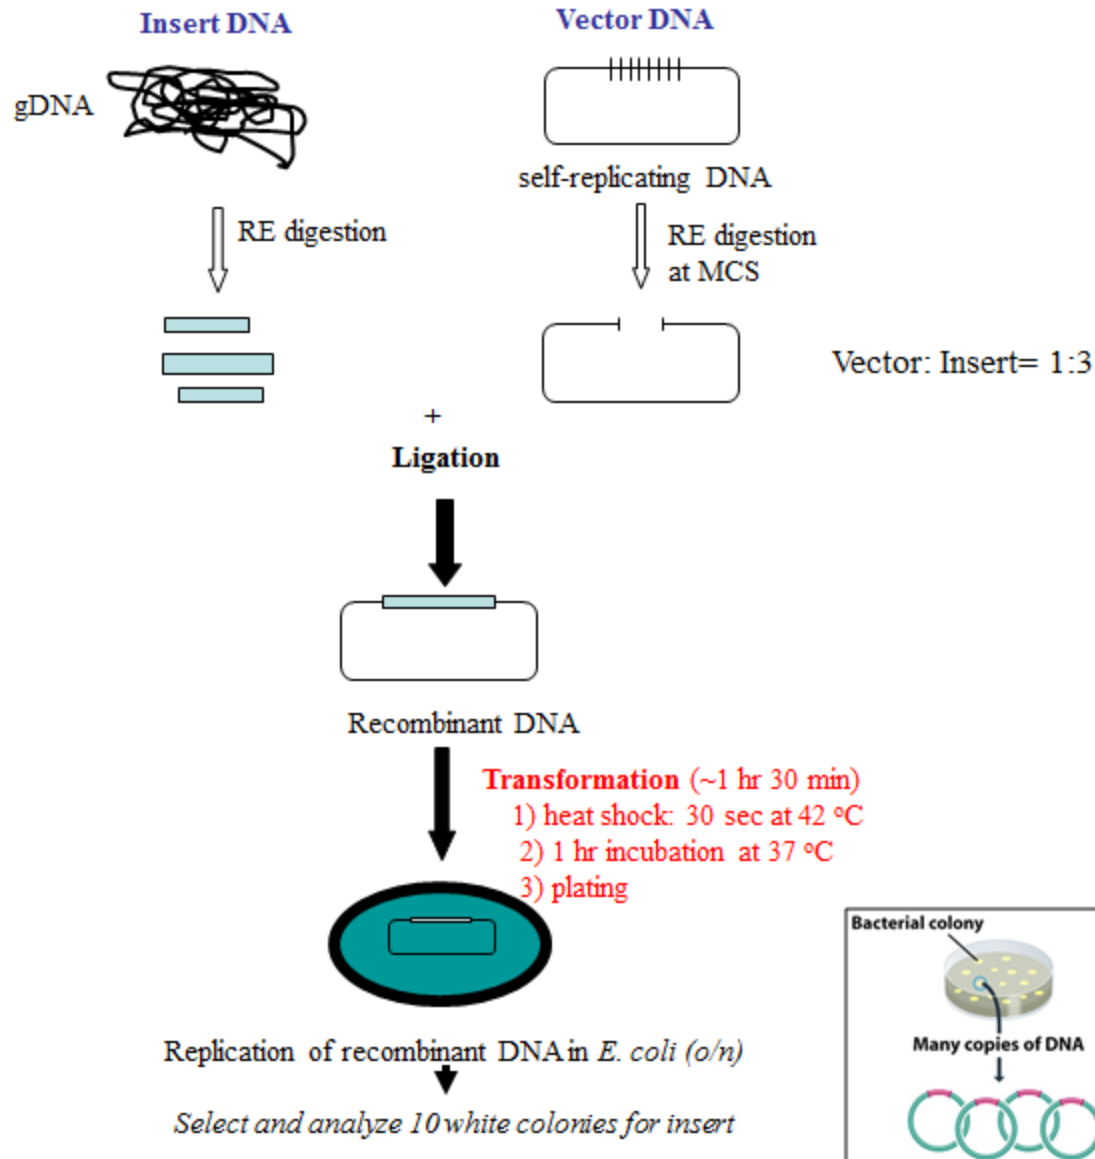 Insert DNA
Vector DNA
gDNA
self-replicating DNA
RE digestion
RE digestion
at MCS
Vector: Insert= 1:3
+
Ligation
Recombinant DNA
Transformation (~1 hr 30 min)
1) heat shock: 30 sec at 42 °C
2) 1 hr incubation at 37 °C
3) plating
Bacterial colony
Many copies of DNA
Replication of recombinant DNA in E. coli (o/n)
Select and analyze 10 white colonies for insert